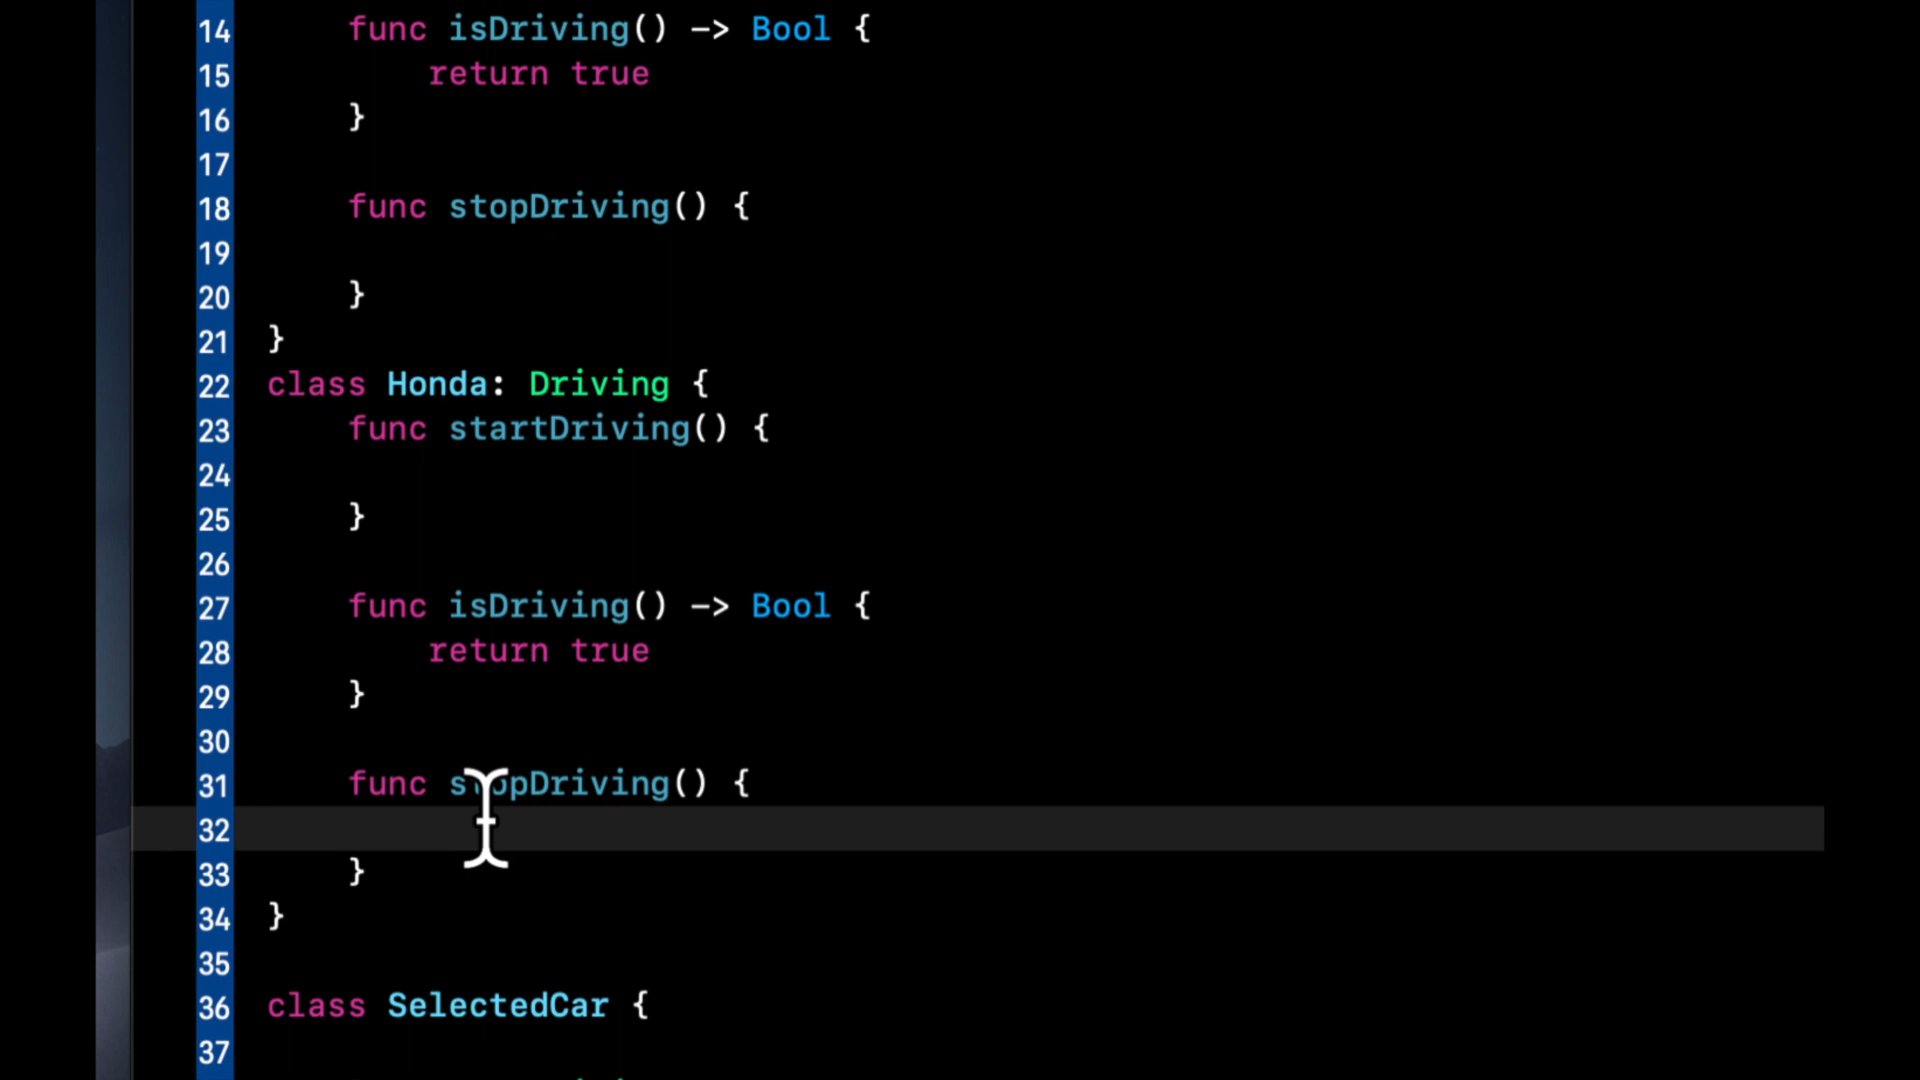 14 func isDriving() -> Bool {
15 return true
16 }
17
18 func stopDriving() {
19
20 }
21 }
22 class Honda: Driving {
23 func startDriving() {
24
25 }
26
27 func isDriving() -> Bool {
28 return true
29 }
30
31 func stopDriving() {
32
33 }
34 }
35
36 class SelectedCar {
37